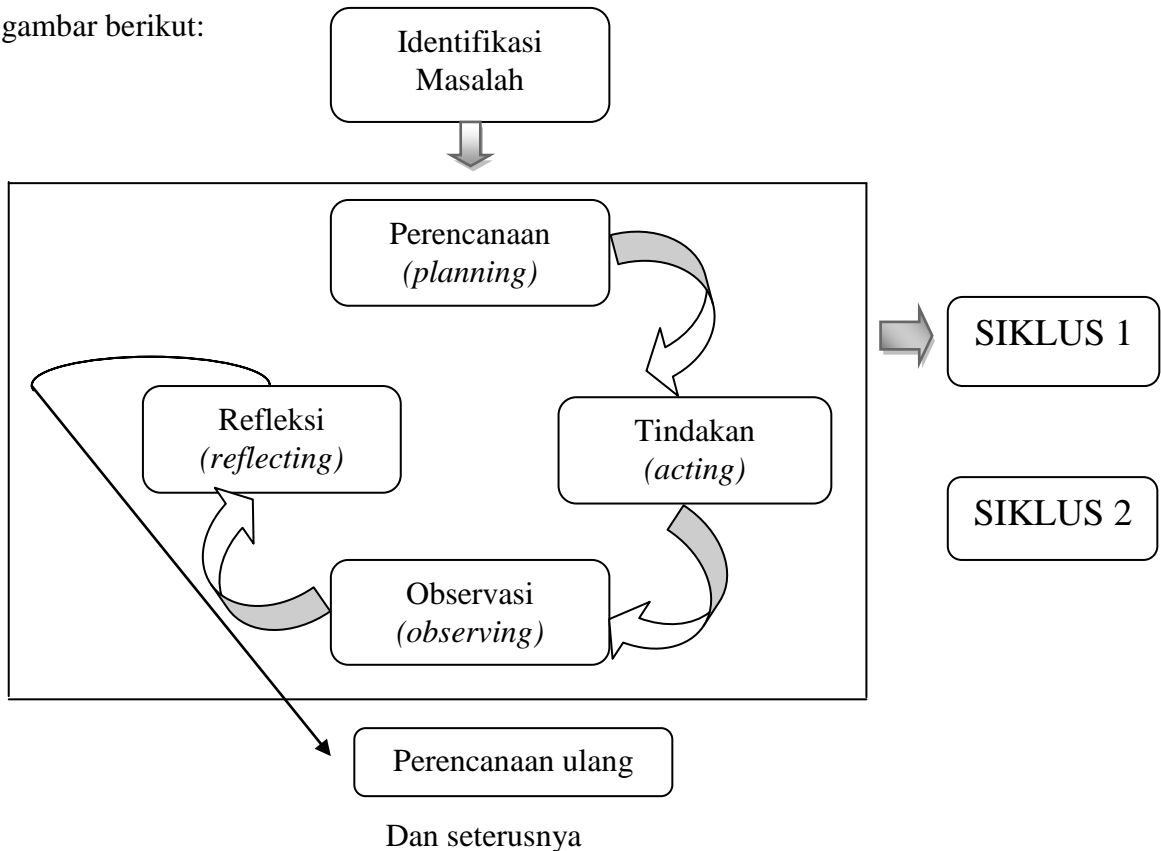 gambar berikut:
Identifikasi
Masalah
Perencanaan
(planning)
SIKLUS 1
Refleksi
(reflecting)
Tindakan
(acting)
SIKLUS 2
Observasi
(observing)
Perencanaan ulang
Dan seterusnya